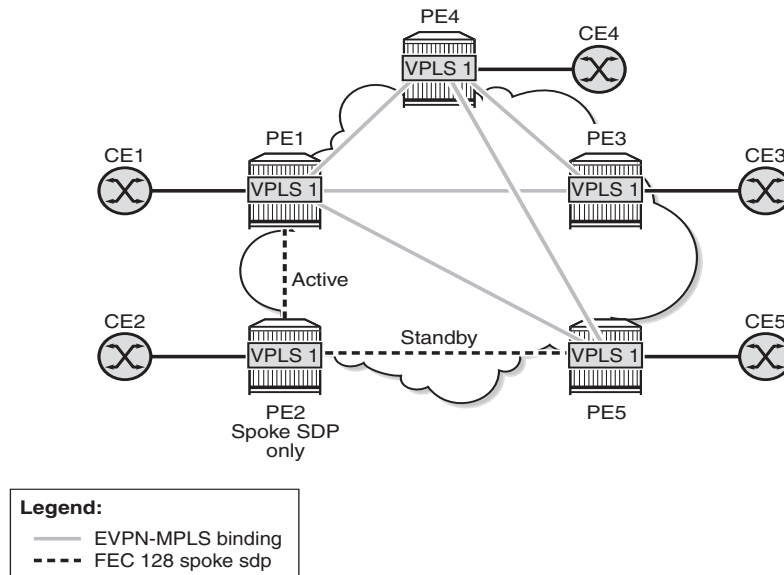 PE4
CE4
VPLS 1
PE1
PE3
CE1
CE3
VPLS 1
VPLS 1
Active
CE2
Standby
CE5
VPLS 1
VPLS 1
PE2
Spoke SDP
only
PE5
Legend:
EVPN-MPLS binding
FEC 128 spoke sdp